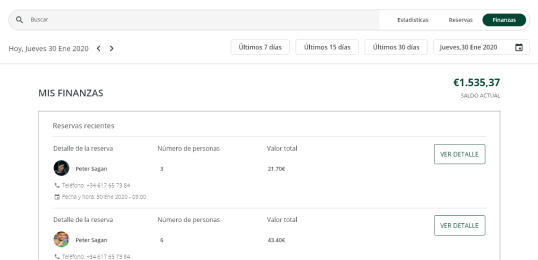 Buscar
Estadísticas
Reservas
Finanzas
Hoy, Jueves 30 Ene 2020
Últimos 7 días
Últimos 15 días
Últimos 30 días
Jueves,30 Ene 2020
€1.535,37
MIS FINANZAS
SALDO ACTUAL
Reservas recientes
Detalle de la reserva Número de personas Valor total
VER DETALLE
Peter Sagan 3 21.70€
Teléfono: +34 617 65 73 84
Fecha y hora: 30 Ene 2020 - 09:00
Detalle de la reserva Número de personas Valor total
VER DETALLE
Peter Sagan 6 43.40€
Teléfono: +34 617 65 73 84